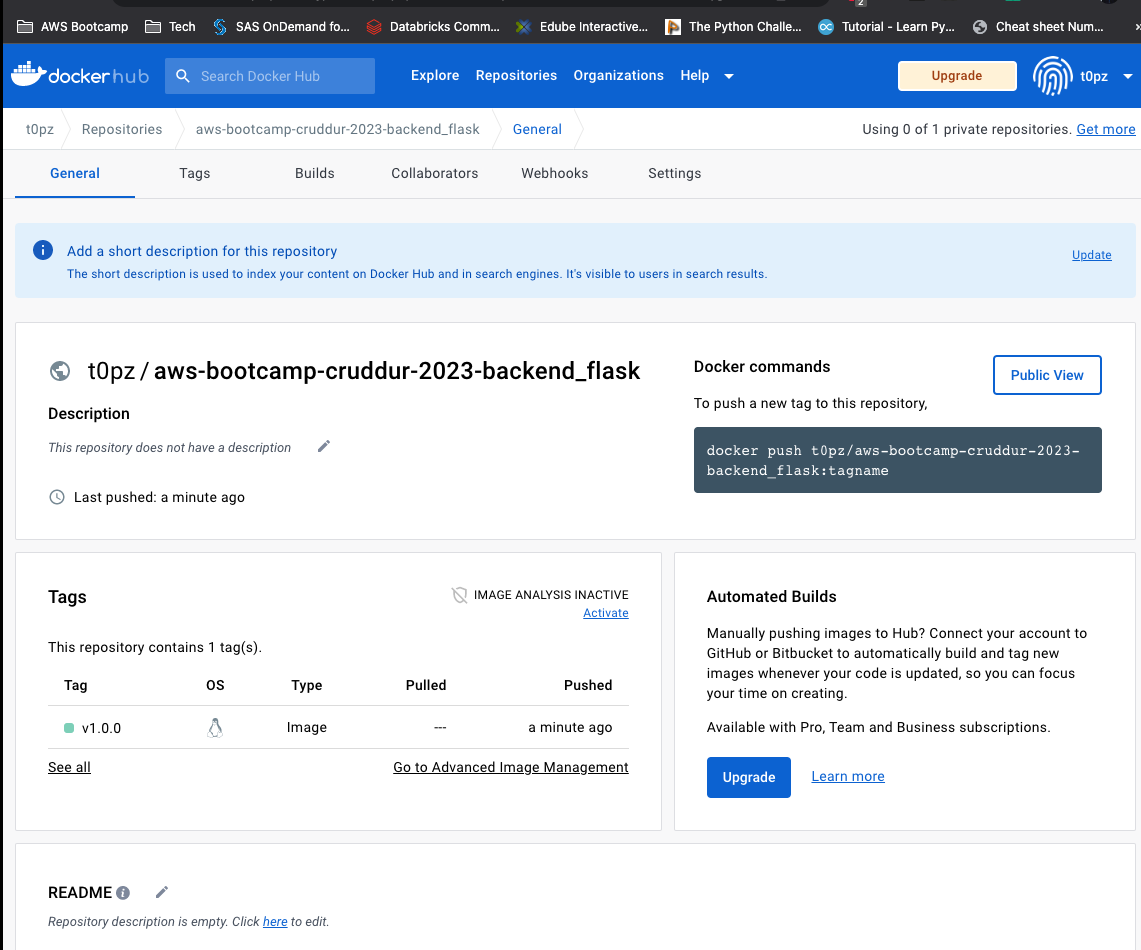 2
AWS Bootcamp Tech SAS OnDemand fo... Databricks Comm... Edube Interactive... The Python Challe... Tutorial - Learn Py... Cheat sheet Num...
dockerhub Search Docker Hub Explore Repositories Organizations Help Upgrade t0pz
t0pz Repositories aws-bootcamp-cruddur-2023-backend_flask General Using 0 of 1 private repositories. Get more
General Tags Builds Collaborators Webhooks Settings
Add a short description for this repository
The short description is used to index your content on Docker Hub and in search engines. It's visible to users in search results.
Update
t0pz / aws-bootcamp-cruddur-2023-backend_flask
Description
This repository does not have a description
Last pushed: a minute ago
Docker commands
Public View
To push a new tag to this repository,
docker push t0pz/aws-bootcamp-cruddur-2023-
backend_flask:tagname
Tags
IMAGE ANALYSIS INACTIVE
Activate
This repository contains 1 tag(s).
Tag OS Type Pulled Pushed
v1.0.0 Image --- a minute ago
See all Go to Advanced Image Management
Automated Builds
Manually pushing images to Hub? Connect your account to
GitHub or Bitbucket to automatically build and tag new
images whenever your code is updated, so you can focus
your time on creating.
Available with Pro, Team and Business subscriptions.
Upgrade Learn more
README
Repository description is empty. Click here to edit.